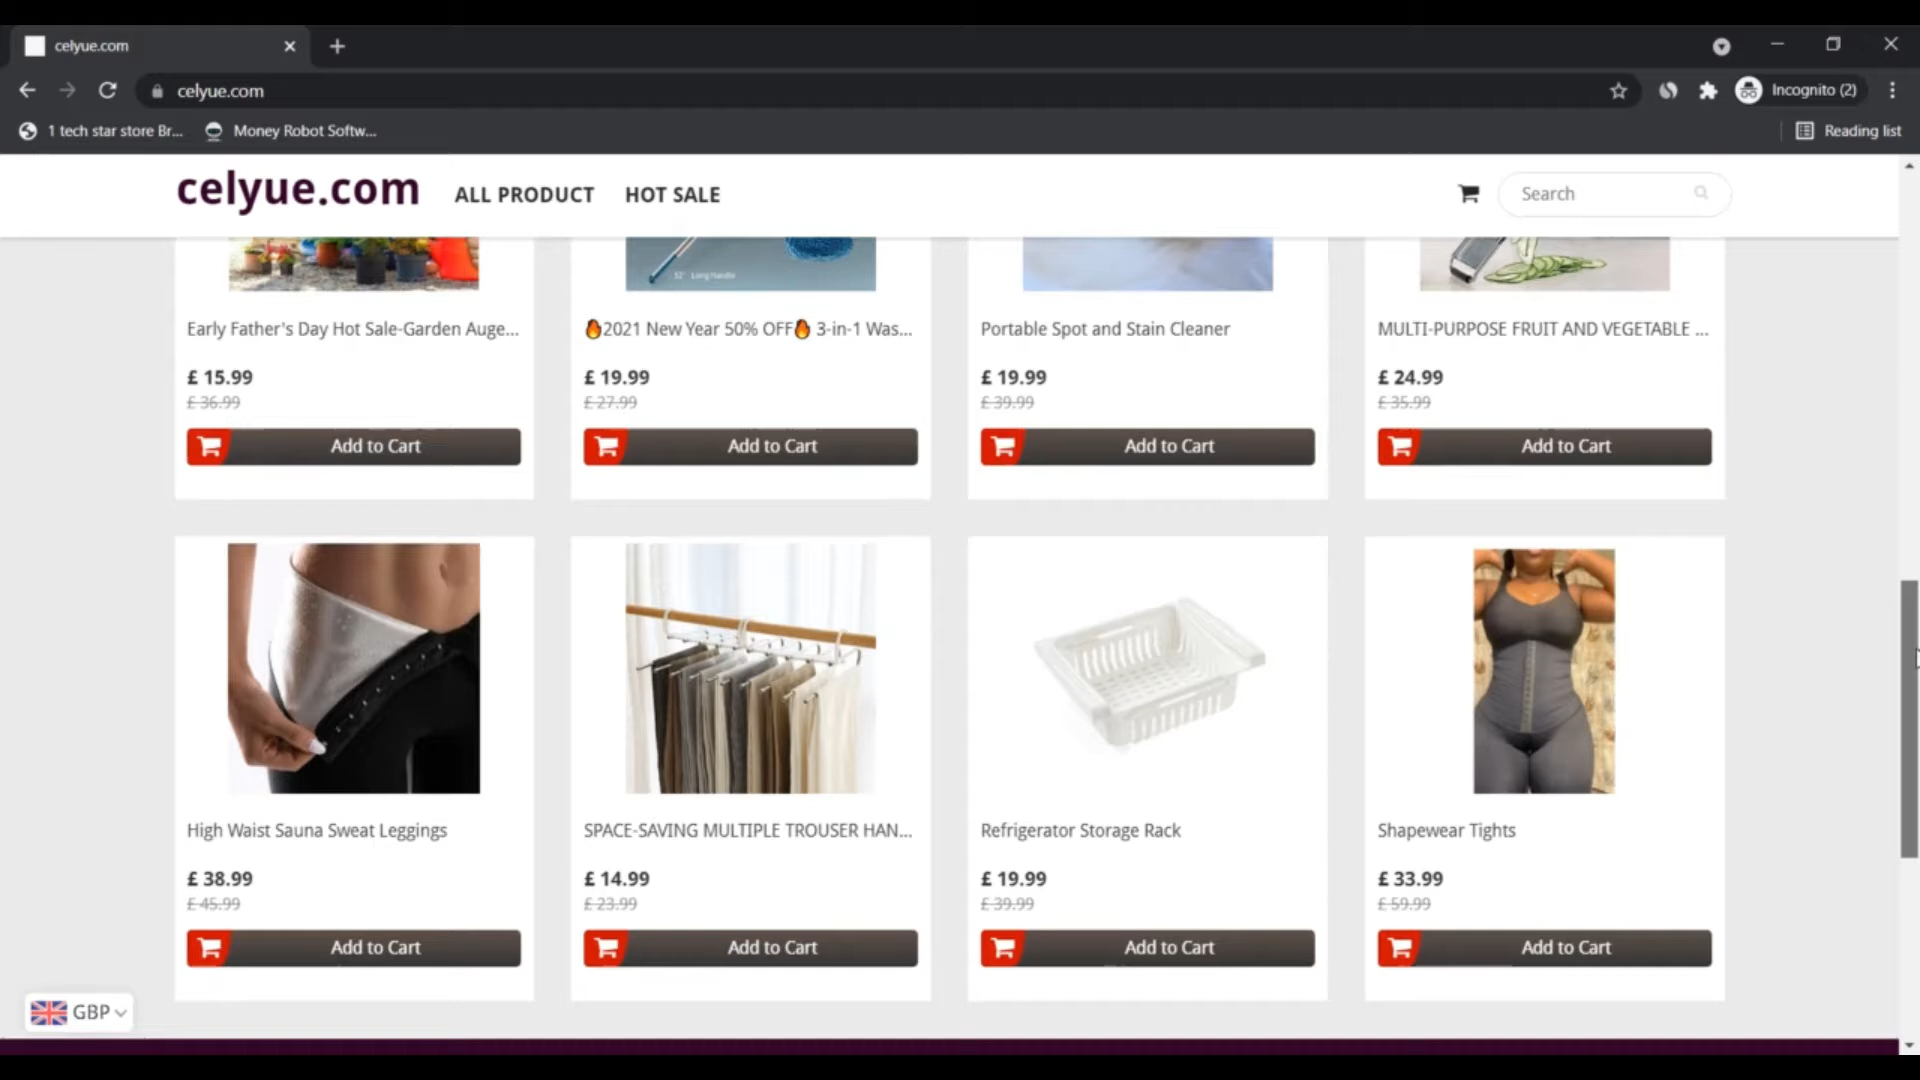 celyue.com
celyue.com
Incognito (2)
1 tech star store Br...
Money Robot Softw...
Reading list
celyue.com
ALL PRODUCT
HOT SALE
Search
32" Long Handle
Early Father's Day Hot Sale-Garden Auge...
🔥2021 New Year 50% OFF🔥 3-in-1 Was...
Portable Spot and Stain Cleaner
MULTI-PURPOSE FRUIT AND VEGETABLE ...
£ 15.99
£ 19.99
£ 19.99
£ 24.99
£ 36.99
£ 27.99
£ 39.99
£ 35.99
Add to Cart
Add to Cart
Add to Cart
Add to Cart
High Waist Sauna Sweat Leggings
SPACE-SAVING MULTIPLE TROUSER HAN...
Refrigerator Storage Rack
Shapewear Tights
£ 38.99
£ 14.99
£ 19.99
£ 33.99
£ 45.99
£ 23.99
£ 39.99
£ 59.99
Add to Cart
Add to Cart
Add to Cart
Add to Cart
GBP